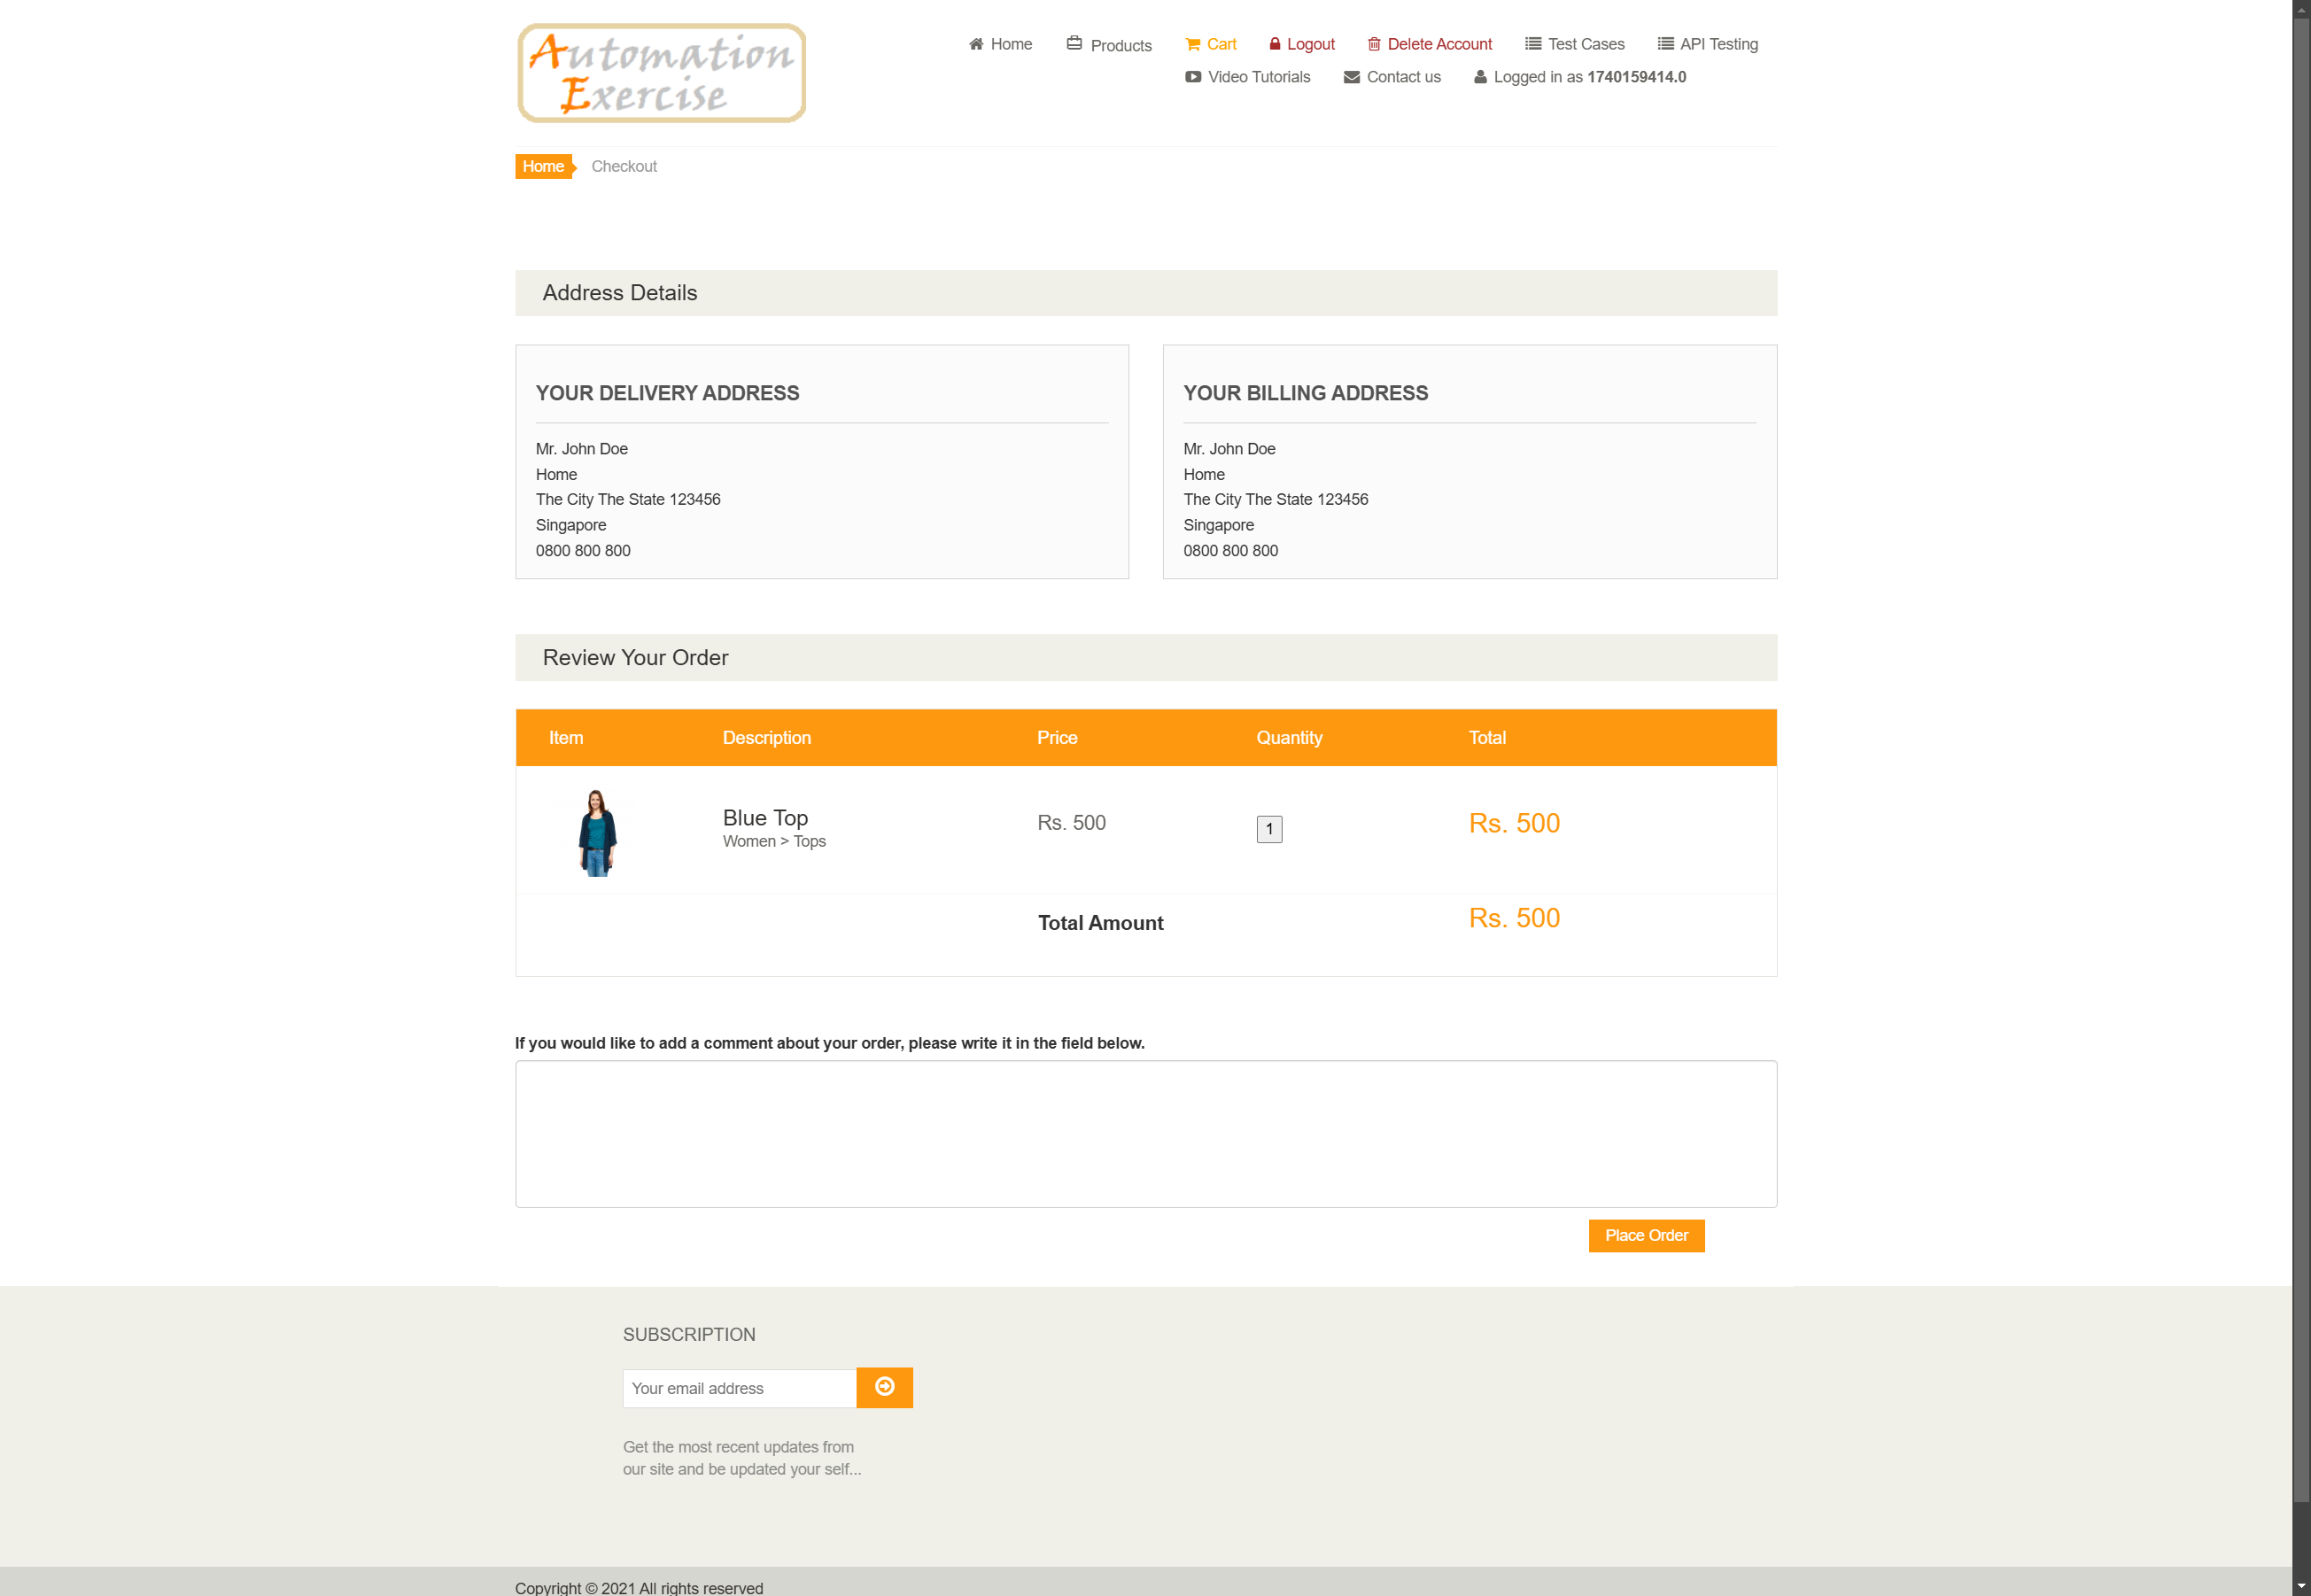 Automation
Exercise
Home
Products
Cart
Logout
Delete Account
Test Cases
API Testing
Video Tutorials
Contact us
Logged in as 1740159414.0
Home
Checkout
Address Details
YOUR DELIVERY ADDRESS
Mr. John Doe
Home
The City The State 123456
Singapore
0800 800 800
YOUR BILLING ADDRESS
Mr. John Doe
Home
The City The State 123456
Singapore
0800 800 800
Review Your Order
Item Description Price Quantity Total
Blue Top
Women > Tops
Rs. 500
1
Rs. 500
Total Amount
Rs. 500
If you would like to add a comment about your order, please write it in the field below.
Place Order
SUBSCRIPTION
Your email address
Get the most recent updates from
our site and be updated your self...
Copyright © 2021 All rights reserved